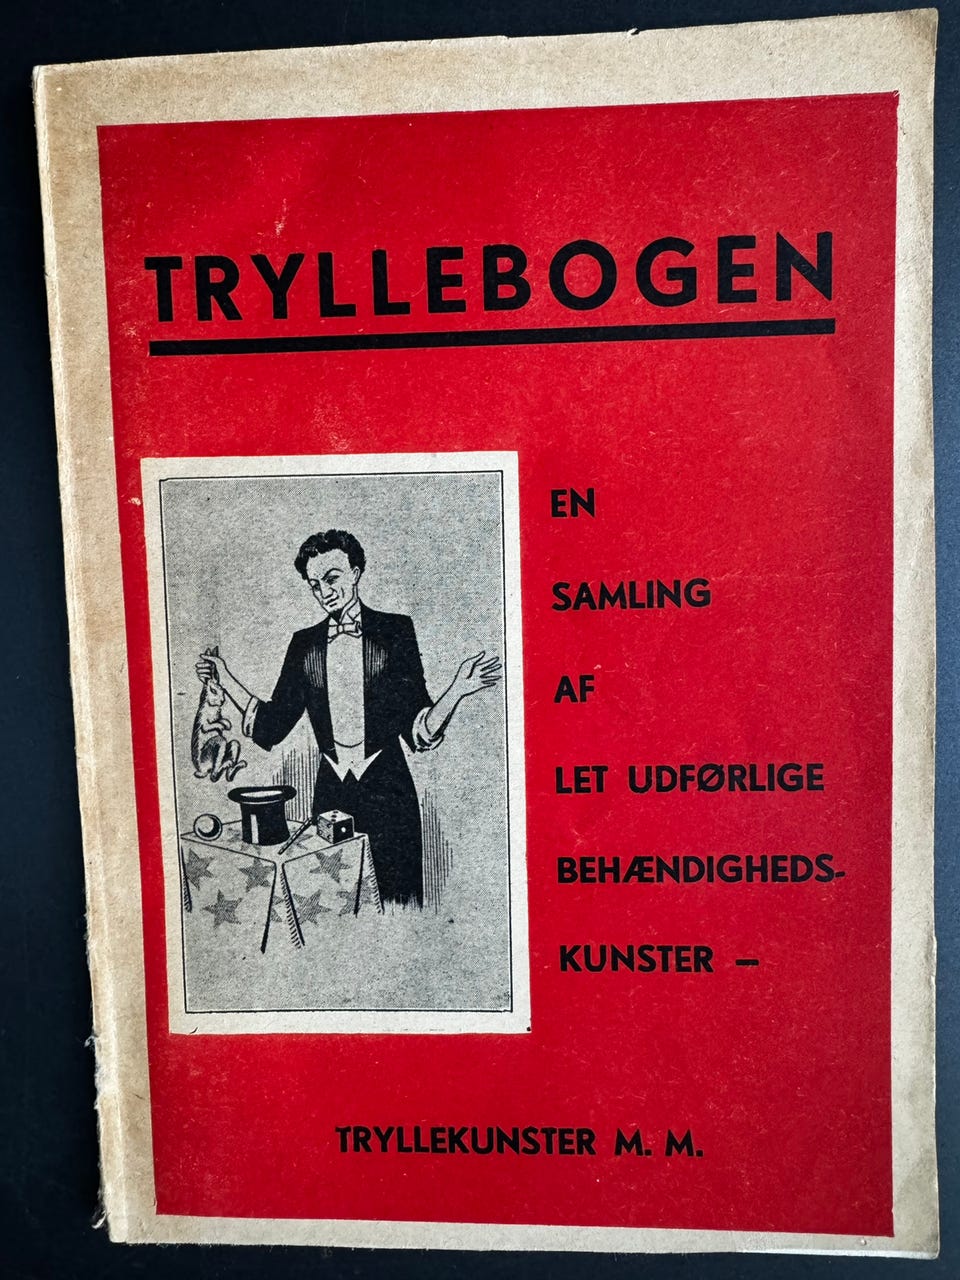 TRYLLEBOGEN
EN
SAMLING
AF
LET UDFØRLIGE
BEHÆNDIGHEDS-
KUNSTER –
TRYLLEKUNSTER M. M.